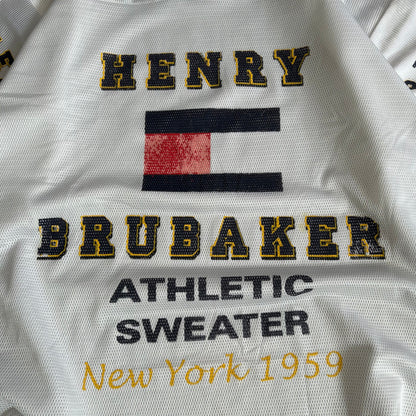 HENRY
BRUBAKER
ATHLETIC
SWEATER
New York 1959